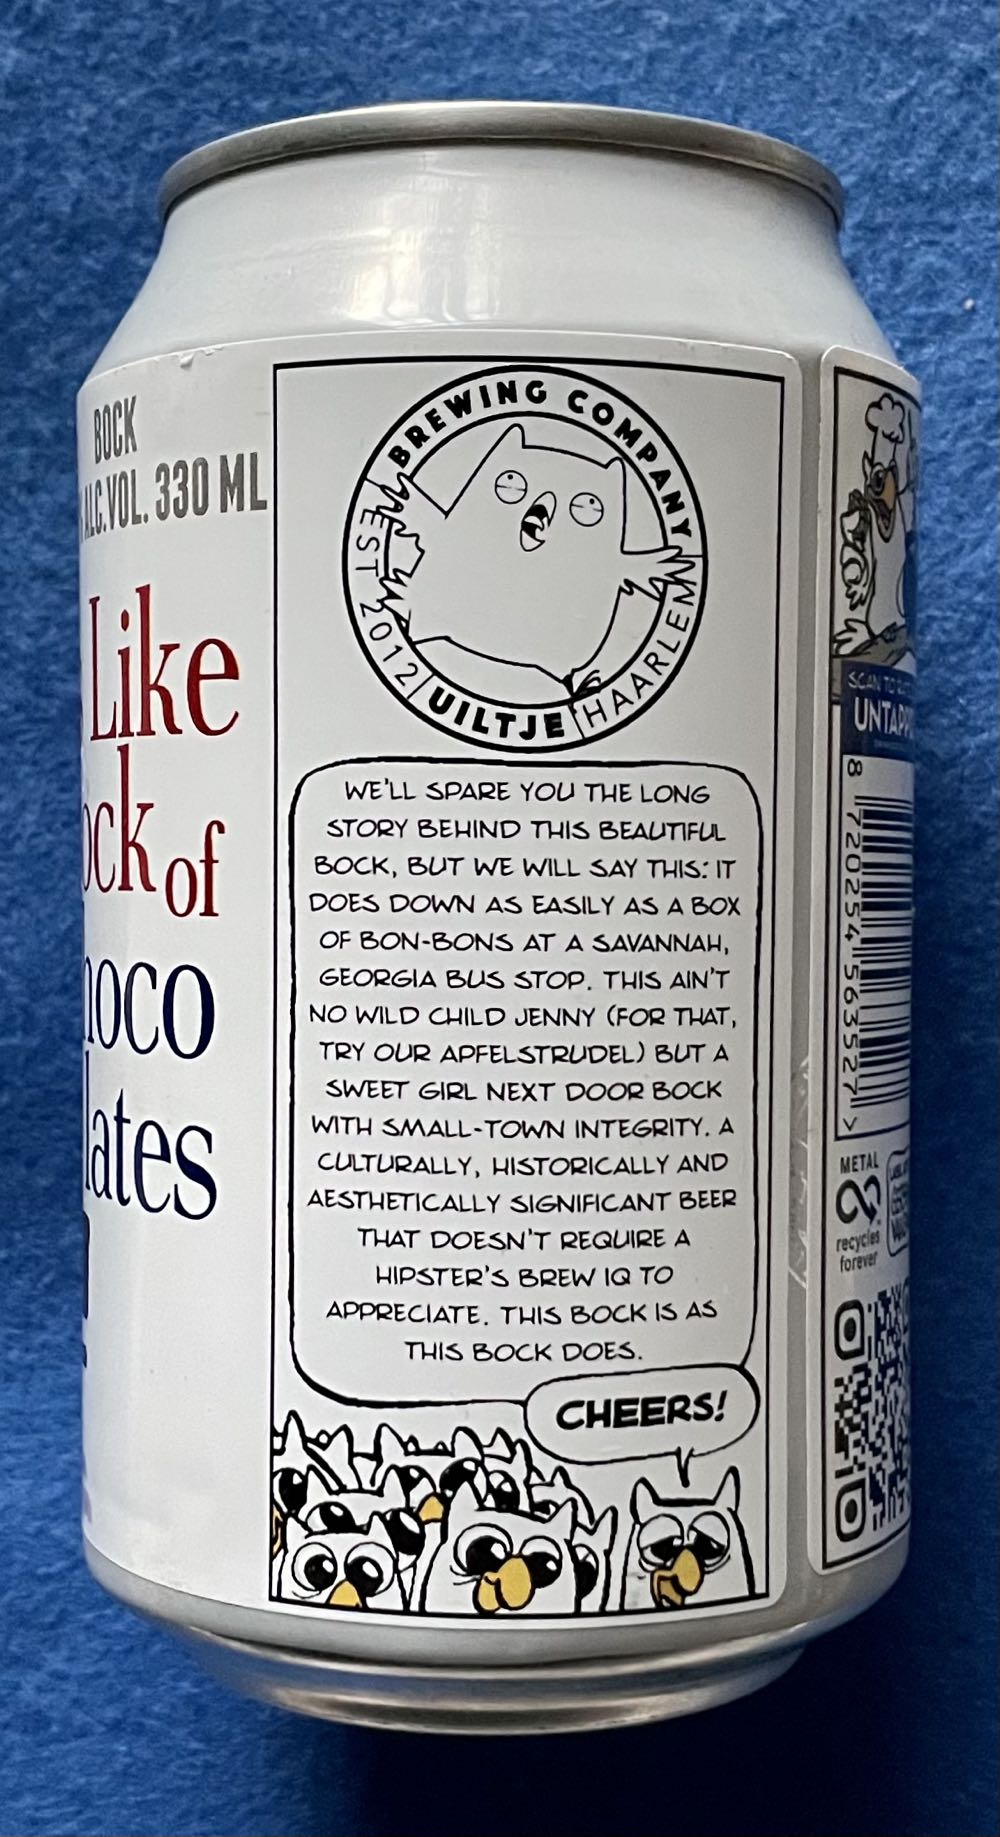 BOCK
ALC.VOL. 330 ML
Like
of
BREWING COMPANY
EST 2012
UILTJE
HAARLEM
WE'LL SPARE YOU THE LONG
STORY BEHIND THIS BEAUTIFUL
BOCK, BUT WE WILL SAY THIS: IT
DOES DOWN AS EASILY AS A BOX
OF BON-BONS AT A SAVANNAH,
GEORGIA BUS STOP. THIS AIN'T
NO WILD CHILD JENNY (FOR THAT,
TRY OUR APFELSTRUDEL) BUT A
SWEET GIRL NEXT DOOR BOCK
WITH SMALL-TOWN INTEGRITY. A
CULTURALLY, HISTORICALLY AND
AESTHETICALLY SIGNIFICANT BEER
THAT DOESN'T REQUIRE A
HIPSTER'S BREW IQ TO
APPRECIATE. THIS BOCK IS AS
THIS BOCK DOES.
CHEERS!
SCAN TO
8 720254 563527 >
METAL
recycles
forever